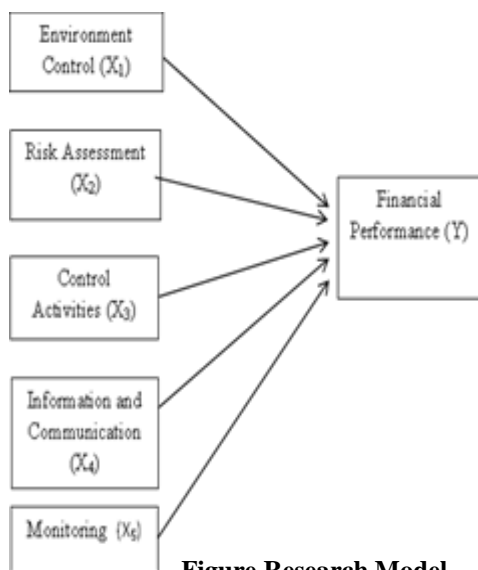 Environment
Control (X₁)
Risk Assessment
(X₂)
Financial
Performance (Y)
Control
Activities (X₃)
Information and
Communication
(X₄)
Monitoring (X₅)
Figure Research Model